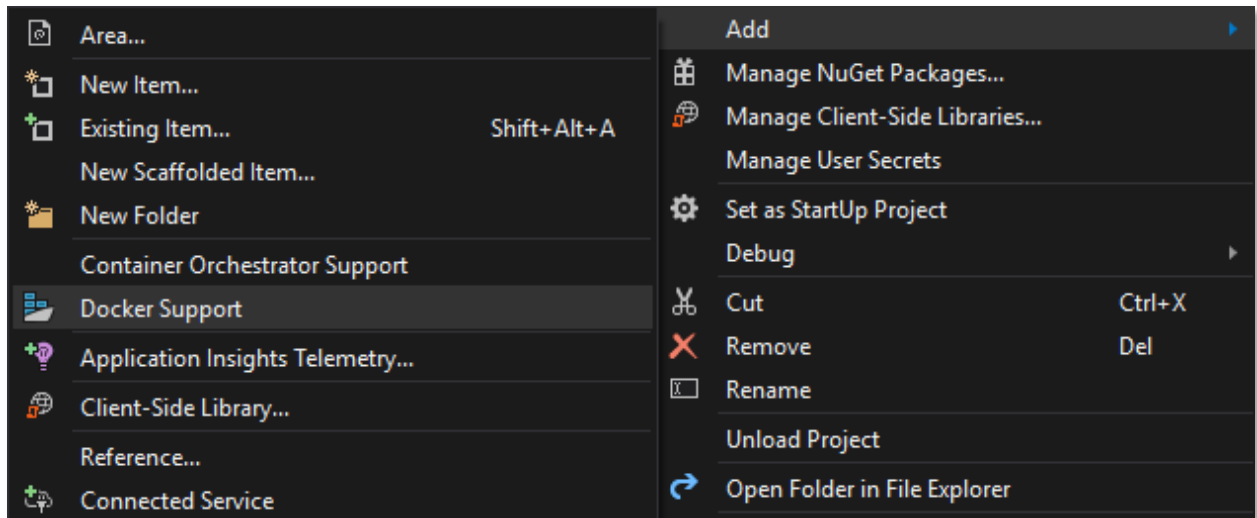 Area...
New Item...
Existing Item... Shift+Alt+A
New Scaffolded Item...
New Folder
Container Orchestrator Support
Docker Support
Application Insights Telemetry...
Client-Side Library...
Reference...
Connected Service
Add
Manage NuGet Packages...
Manage Client-Side Libraries...
Manage User Secrets
Set as StartUp Project
Debug
Cut Ctrl+X
Remove Del
Rename
Unload Project
Open Folder in File Explorer